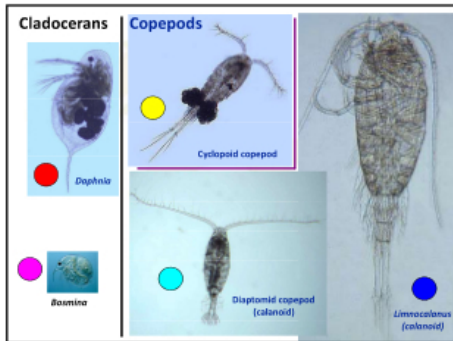 Cladocerans
Copepods
Daphnia
Cyclopoid copepod
Bosmina
Diaptomid copepod
(calanoid)
Limnocalanus
(calanoid)